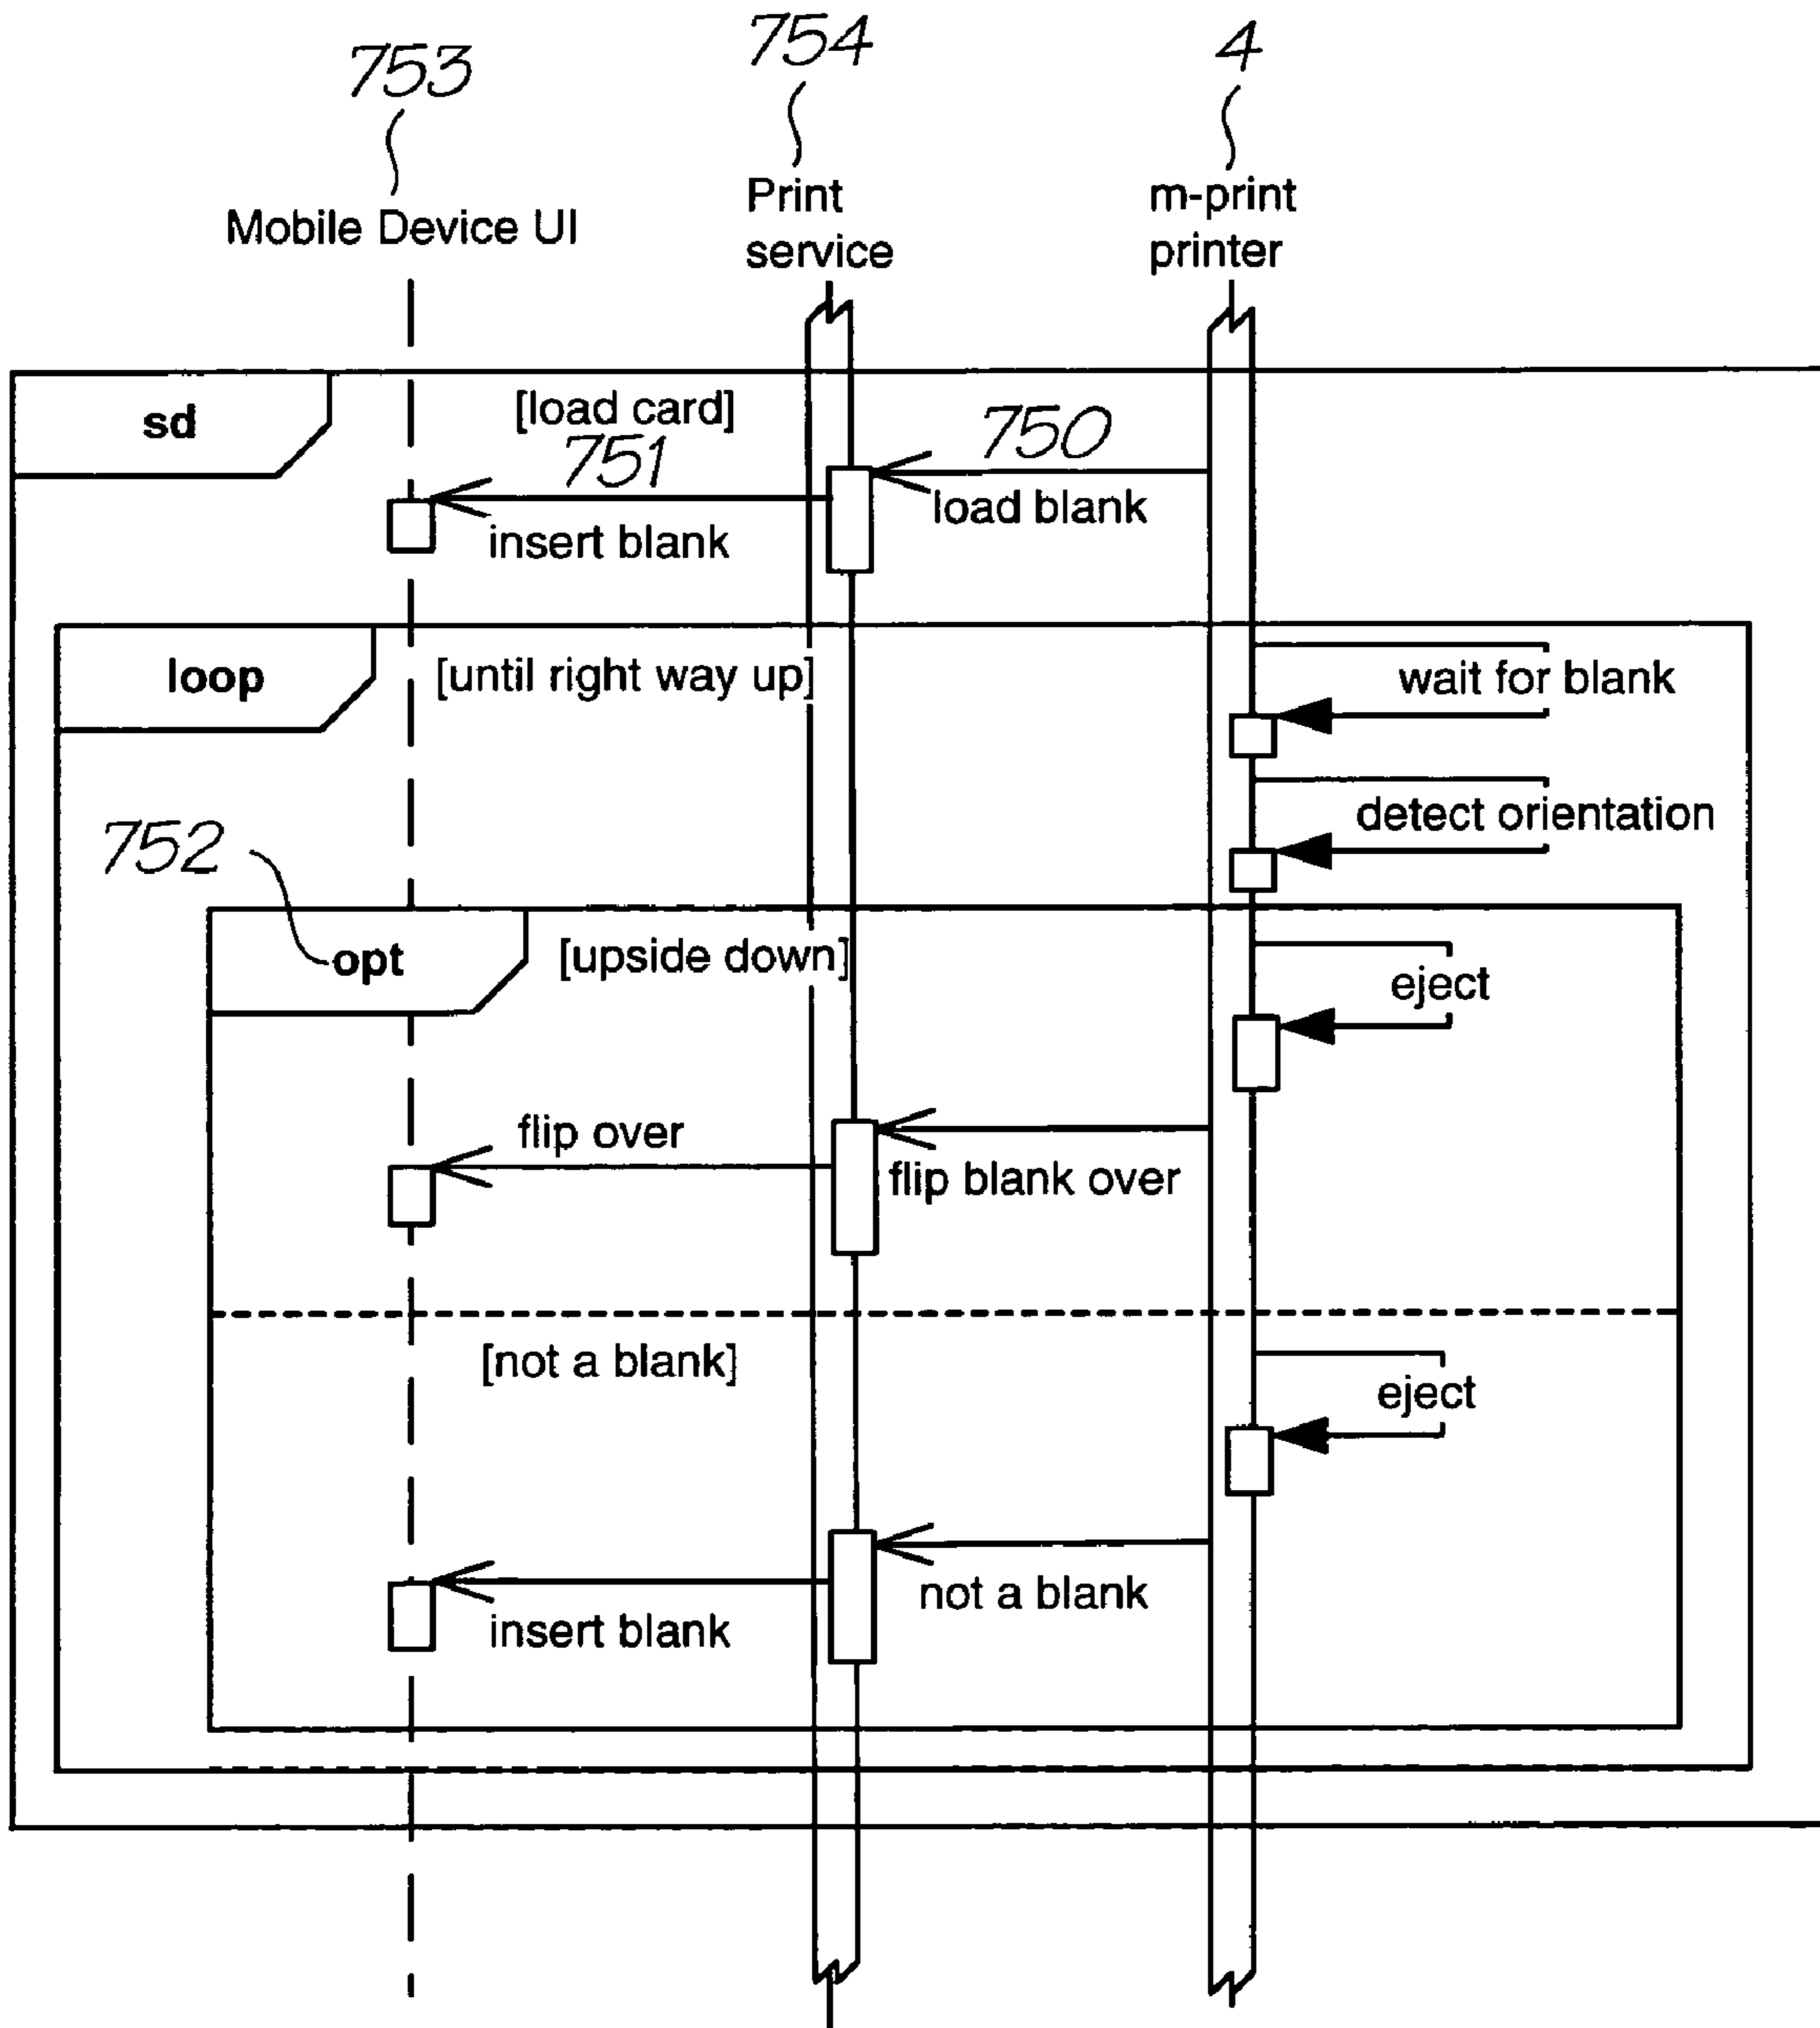 753
754
4
Mobile Device UI
Print
service
m-print
printer
sd
[load card]
751
750
insert blank
load blank
loop
[until right way up]
wait for blank
detect orientation
752
opt
[upside down]
eject
flip over
flip blank over
[not a blank]
eject
not a blank
insert blank